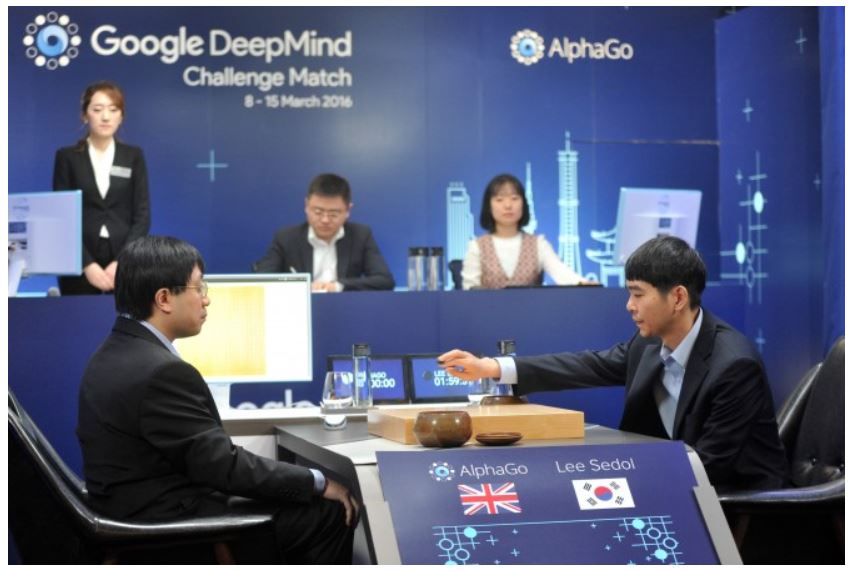 Google DeepMind
Challenge Match
8 - 15 March 2016
AlphaGo
AlphaGo
Lee Sedol